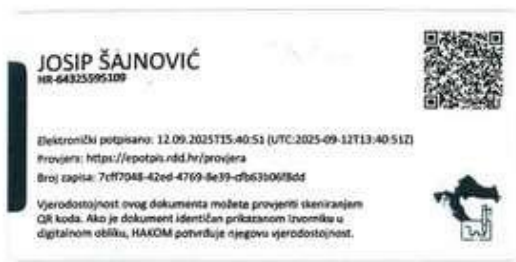 JOSIP ŠAJNOVIĆ
HR-64325595109
Elektronički potpisano: 12.09.2025T15:40:51 (UTC:2025-09-12T13:40:51Z)
Provjera: https://epotpis.rdd.hr/provjera
Broj zapisa: 7cff7048-42ed-4769-8e39-cfb63b06f8dd
Vjerodostojnost ovog dokumenta možete provjeriti skeniranjem
QR koda. Ako je dokument identičan prikazanom izvorniku u
digitalnom obliku, HAKOM potvrđuje njegovu vjerodostojnost.